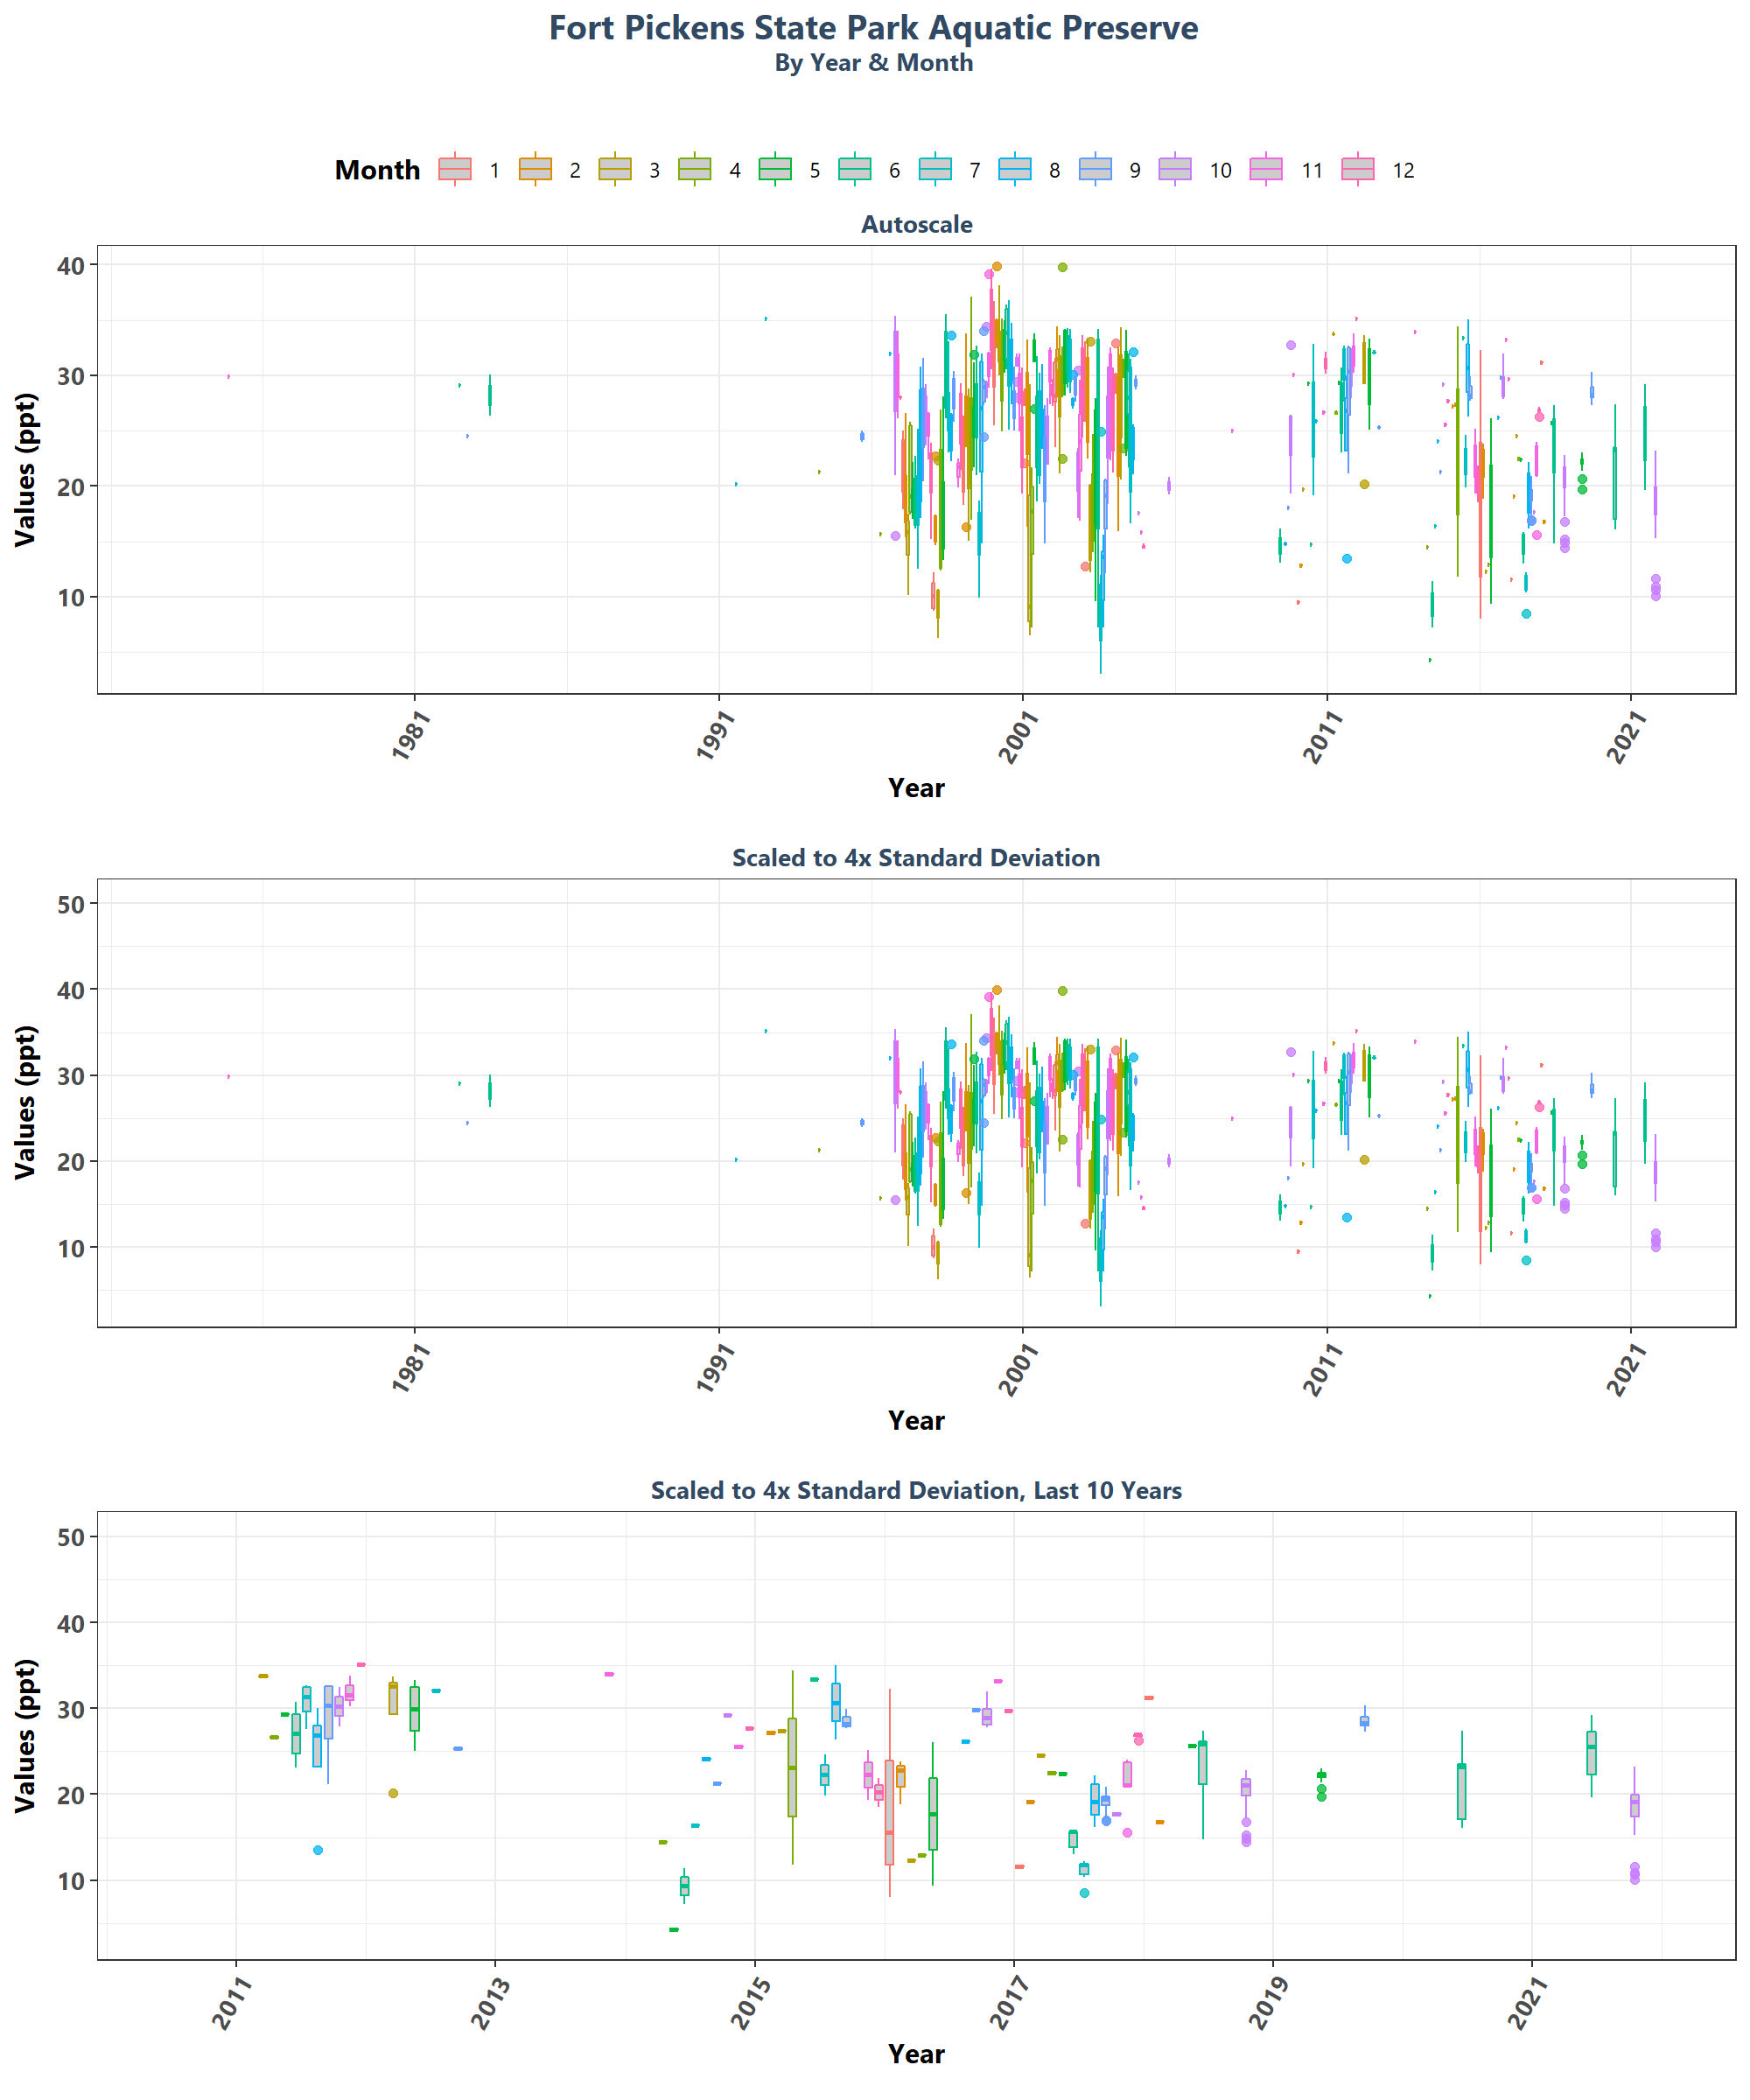 Fort Pickens State Park Aquatic Preserve
By Year & Month
Month 1 2 3 4 5 6 7 8 9 10 11 12
Autoscale
Values (ppt)
40
30
20
10
1981 1991 2001 2011 2021
Year
Scaled to 4x Standard Deviation
Values (ppt)
50
40
30
20
10
1981 1991 2001 2011 2021
Year
Scaled to 4x Standard Deviation, Last 10 Years
Values (ppt)
50
40
30
20
10
2011 2013 2015 2017 2019 2021
Year